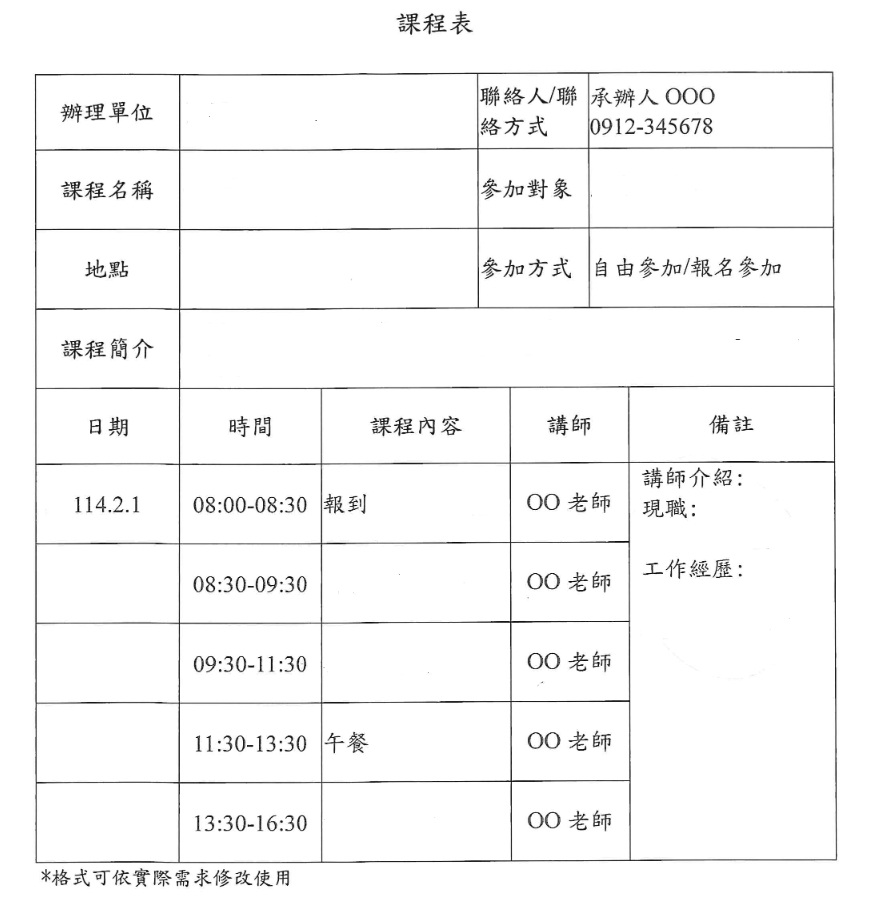 課程表
辦理單位
聯絡人/聯
絡方式
承辦人 OOO
0912-345678
課程名稱
參加對象
地點
參加方式
自由參加/報名參加
課程簡介
日期 時間 課程內容 講師 備註
114.2.1 08:00-08:30 報到 OO 老師
講師介紹:
現職:
工作經歷:
08:30-09:30 OO 老師
09:30-11:30 OO 老師
11:30-13:30 午餐 OO 老師
13:30-16:30 OO 老師
*格式可依實際需求修改使用